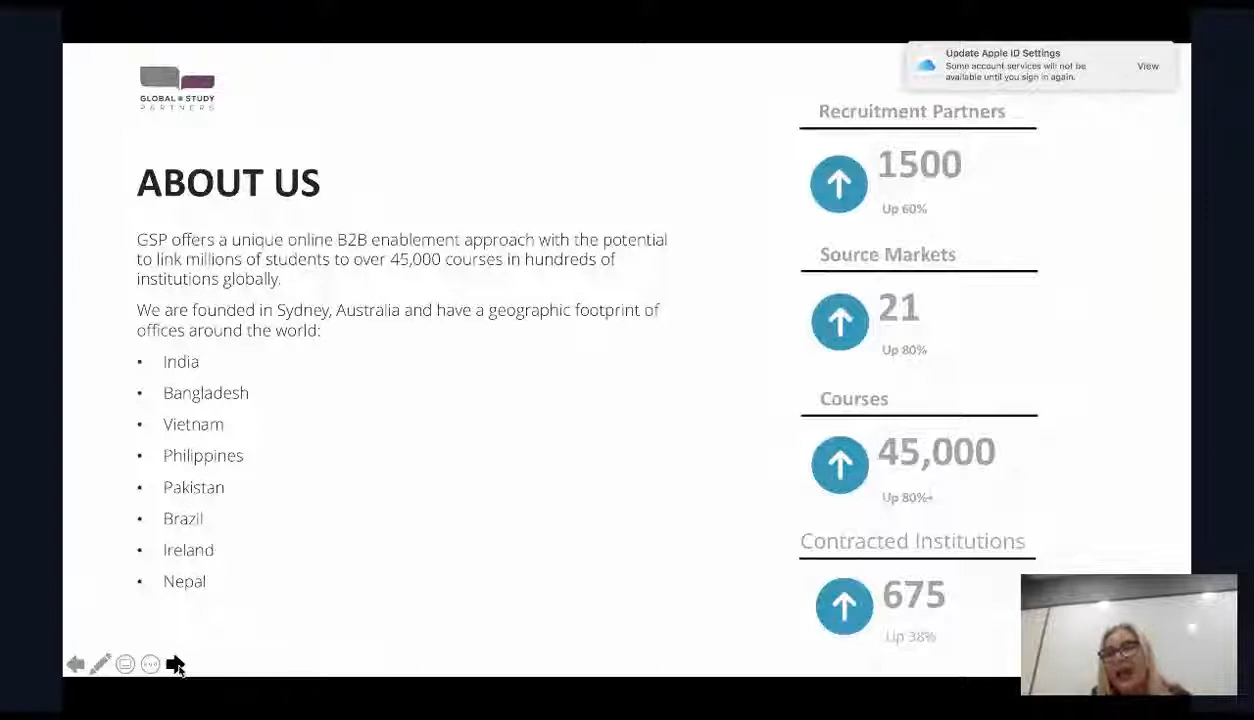 Update Apple ID Settings
Some account services will not be
available until you sign in again.
View
GLOBAL STUDY
PARTNERS
ABOUT US
GSP offers a unique online B2B enablement approach with the potential
to link millions of students to over 45,000 courses in hundreds of
institutions globally.
We are founded in Sydney, Australia and have a geographic footprint of
offices around the world:
• India
• Bangladesh
• Vietnam
• Philippines
• Pakistan
• Brazil
• Ireland
• Nepal
Recruitment Partners
1500
Up 60%
Source Markets
21
Up 80%
Courses
45,000
Up 80%+
Contracted Institutions
675
Up 38%